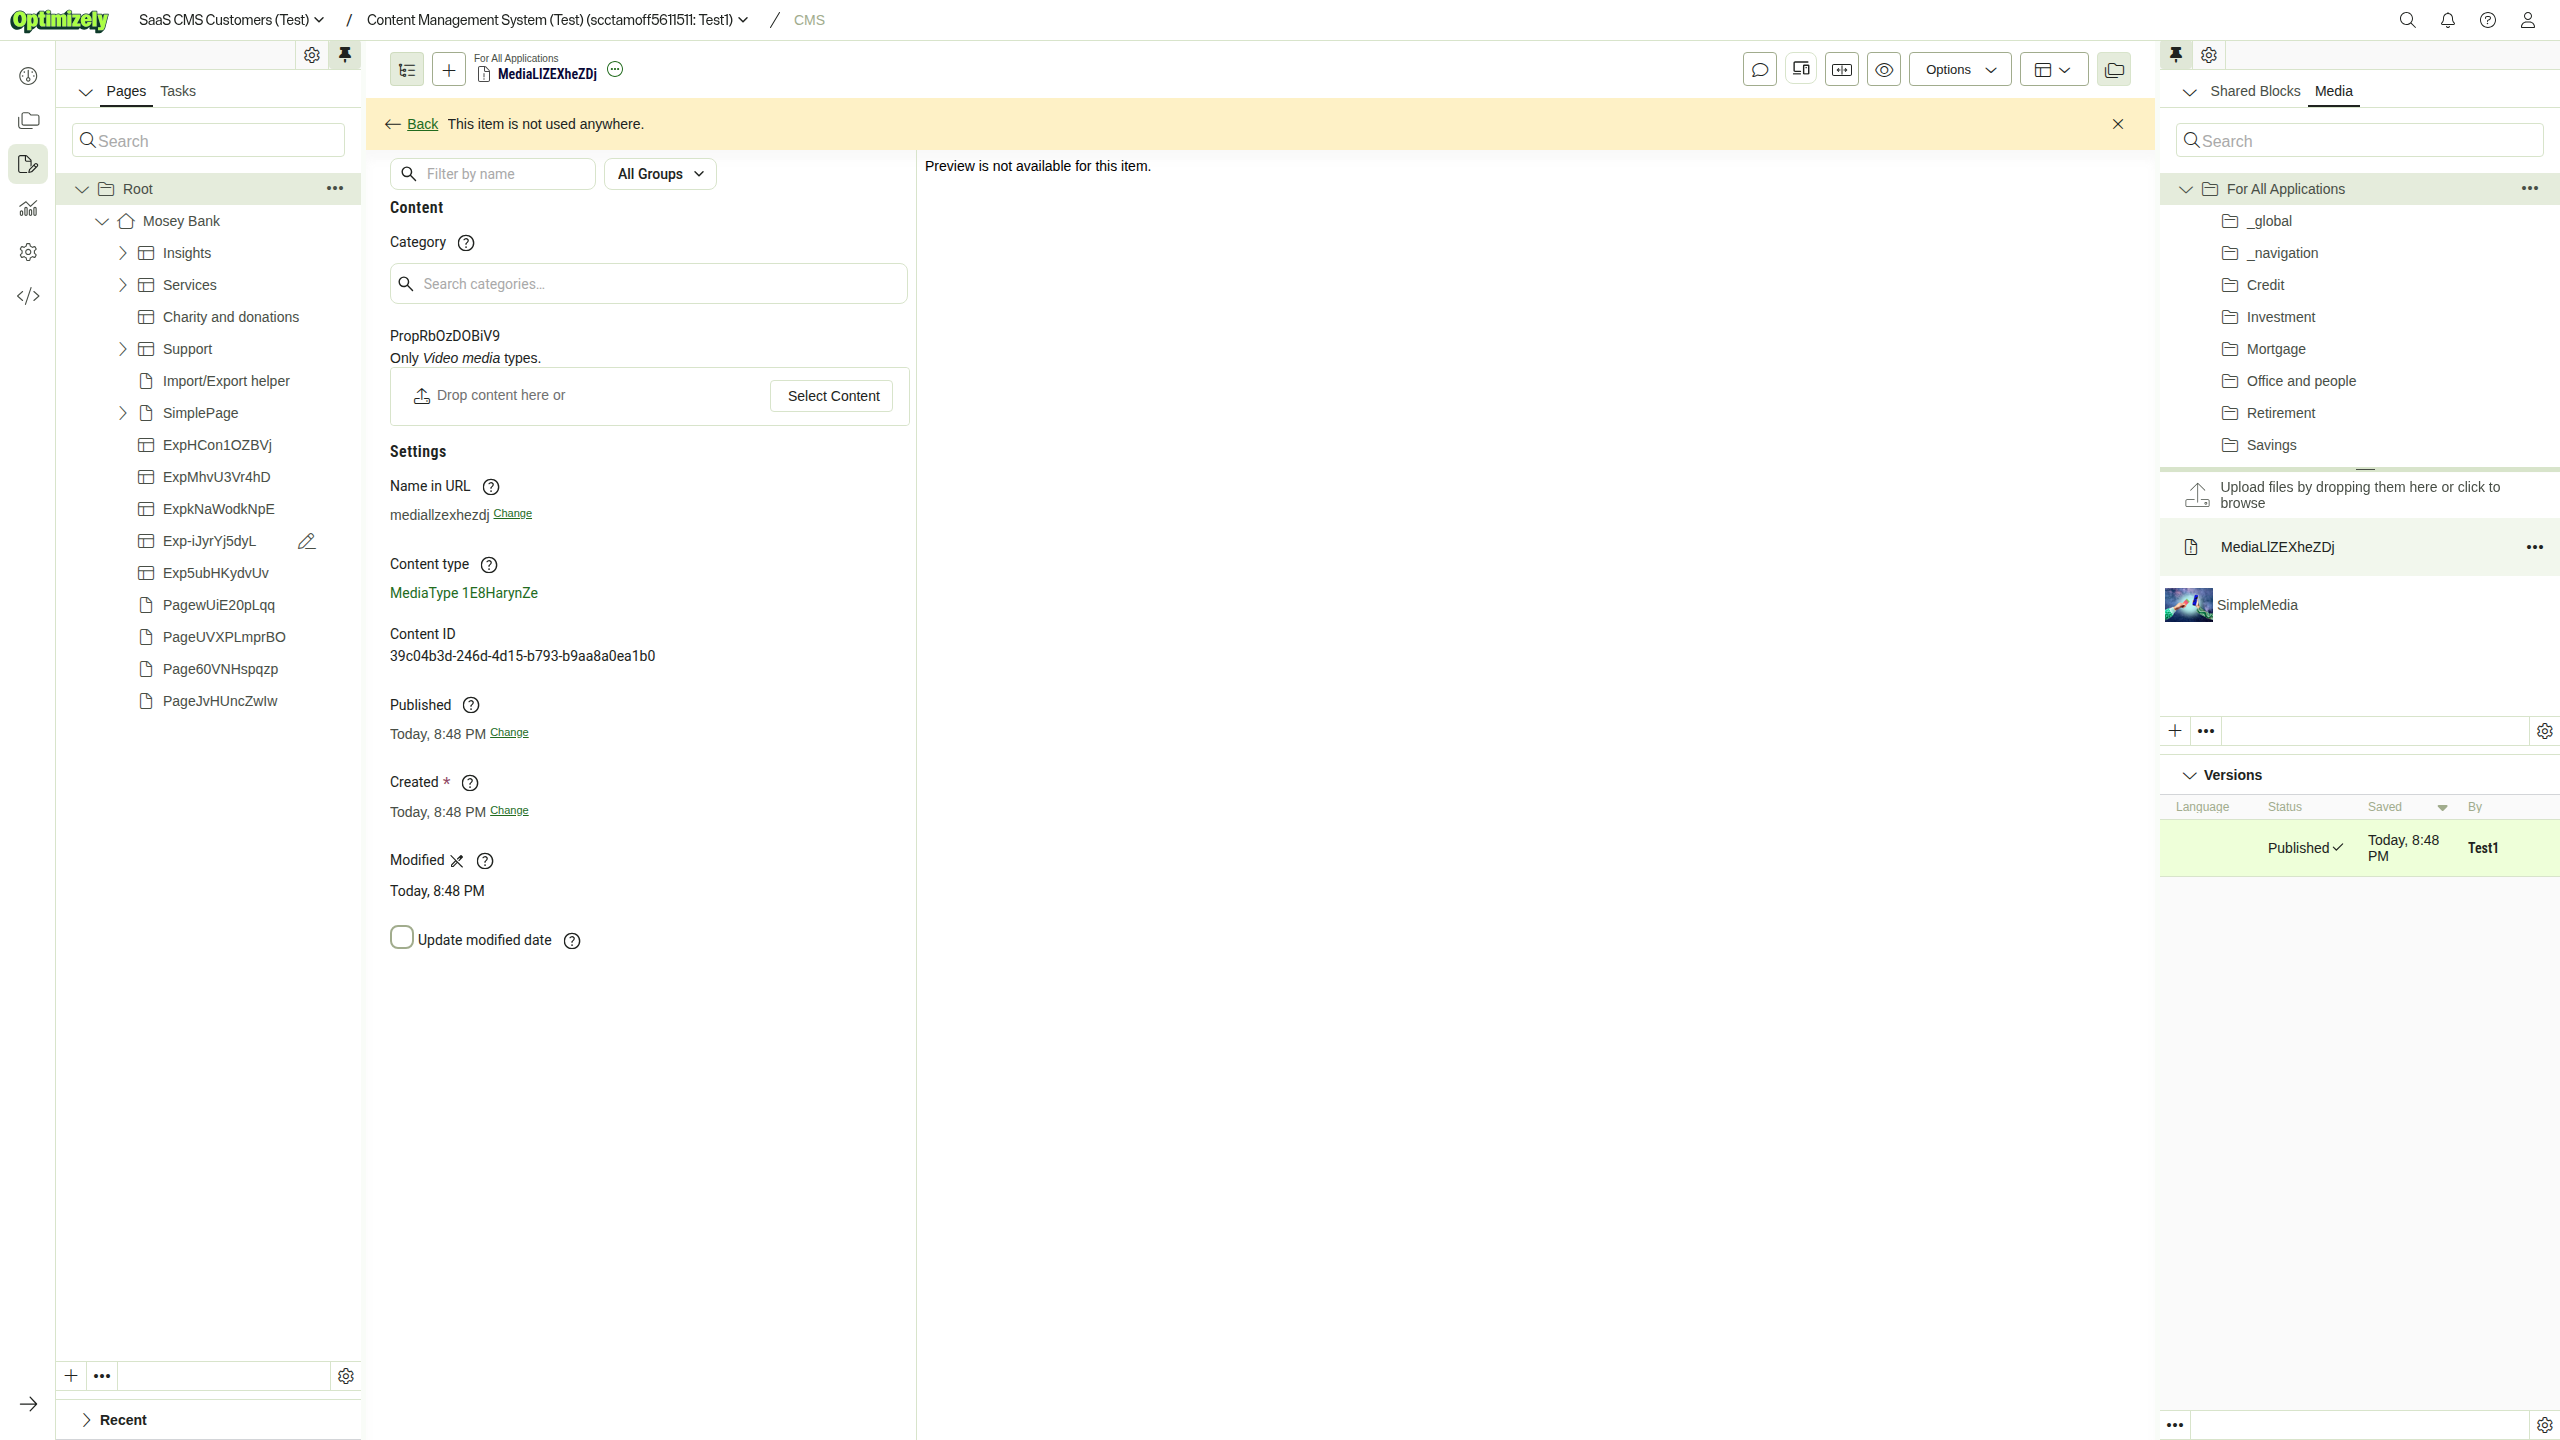 Optimizely
SaaS CMS Customers (Test) / Content Management System (Test) (scctamoff5611511: Test1) / CMS
Pages Tasks
Search
Root
Mosey Bank
Insights
Services
Charity and donations
Support
Import/Export helper
SimplePage
ExpHCon1OZBVj
ExpMhvU3Vr4hD
ExpkNaWodkNpE
Exp-iJyrYj5dyL
Exp5ubHKydvUv
PagewUiE20pLqq
PageUVXPLmprBO
Page60VNHspqzp
PageJvHUncZwIw
Recent
For All Applications
MediaLlZEXheZDj
Options
Back This item is not used anywhere.
Filter by name All Groups
Content
Category
Search categories...
PropRbOzDOBiV9
Only Video media types.
Drop content here or Select Content
Settings
Name in URL
mediallzexhezdj Change
Content type
MediaType 1E8HarynZe
Content ID
39c04b3d-246d-4d15-b793-b9aa8a0ea1b0
Published
Today, 8:48 PM Change
Created *
Today, 8:48 PM Change
Modified
Today, 8:48 PM
Update modified date
Preview is not available for this item.
Shared Blocks Media
Search
For All Applications
_global
_navigation
Credit
Investment
Mortgage
Office and people
Retirement
Savings
Upload files by dropping them here or click to
browse
MediaLlZEXheZDj
SimpleMedia
Versions
Language Status Saved By
Published Today, 8:48 PM Test1